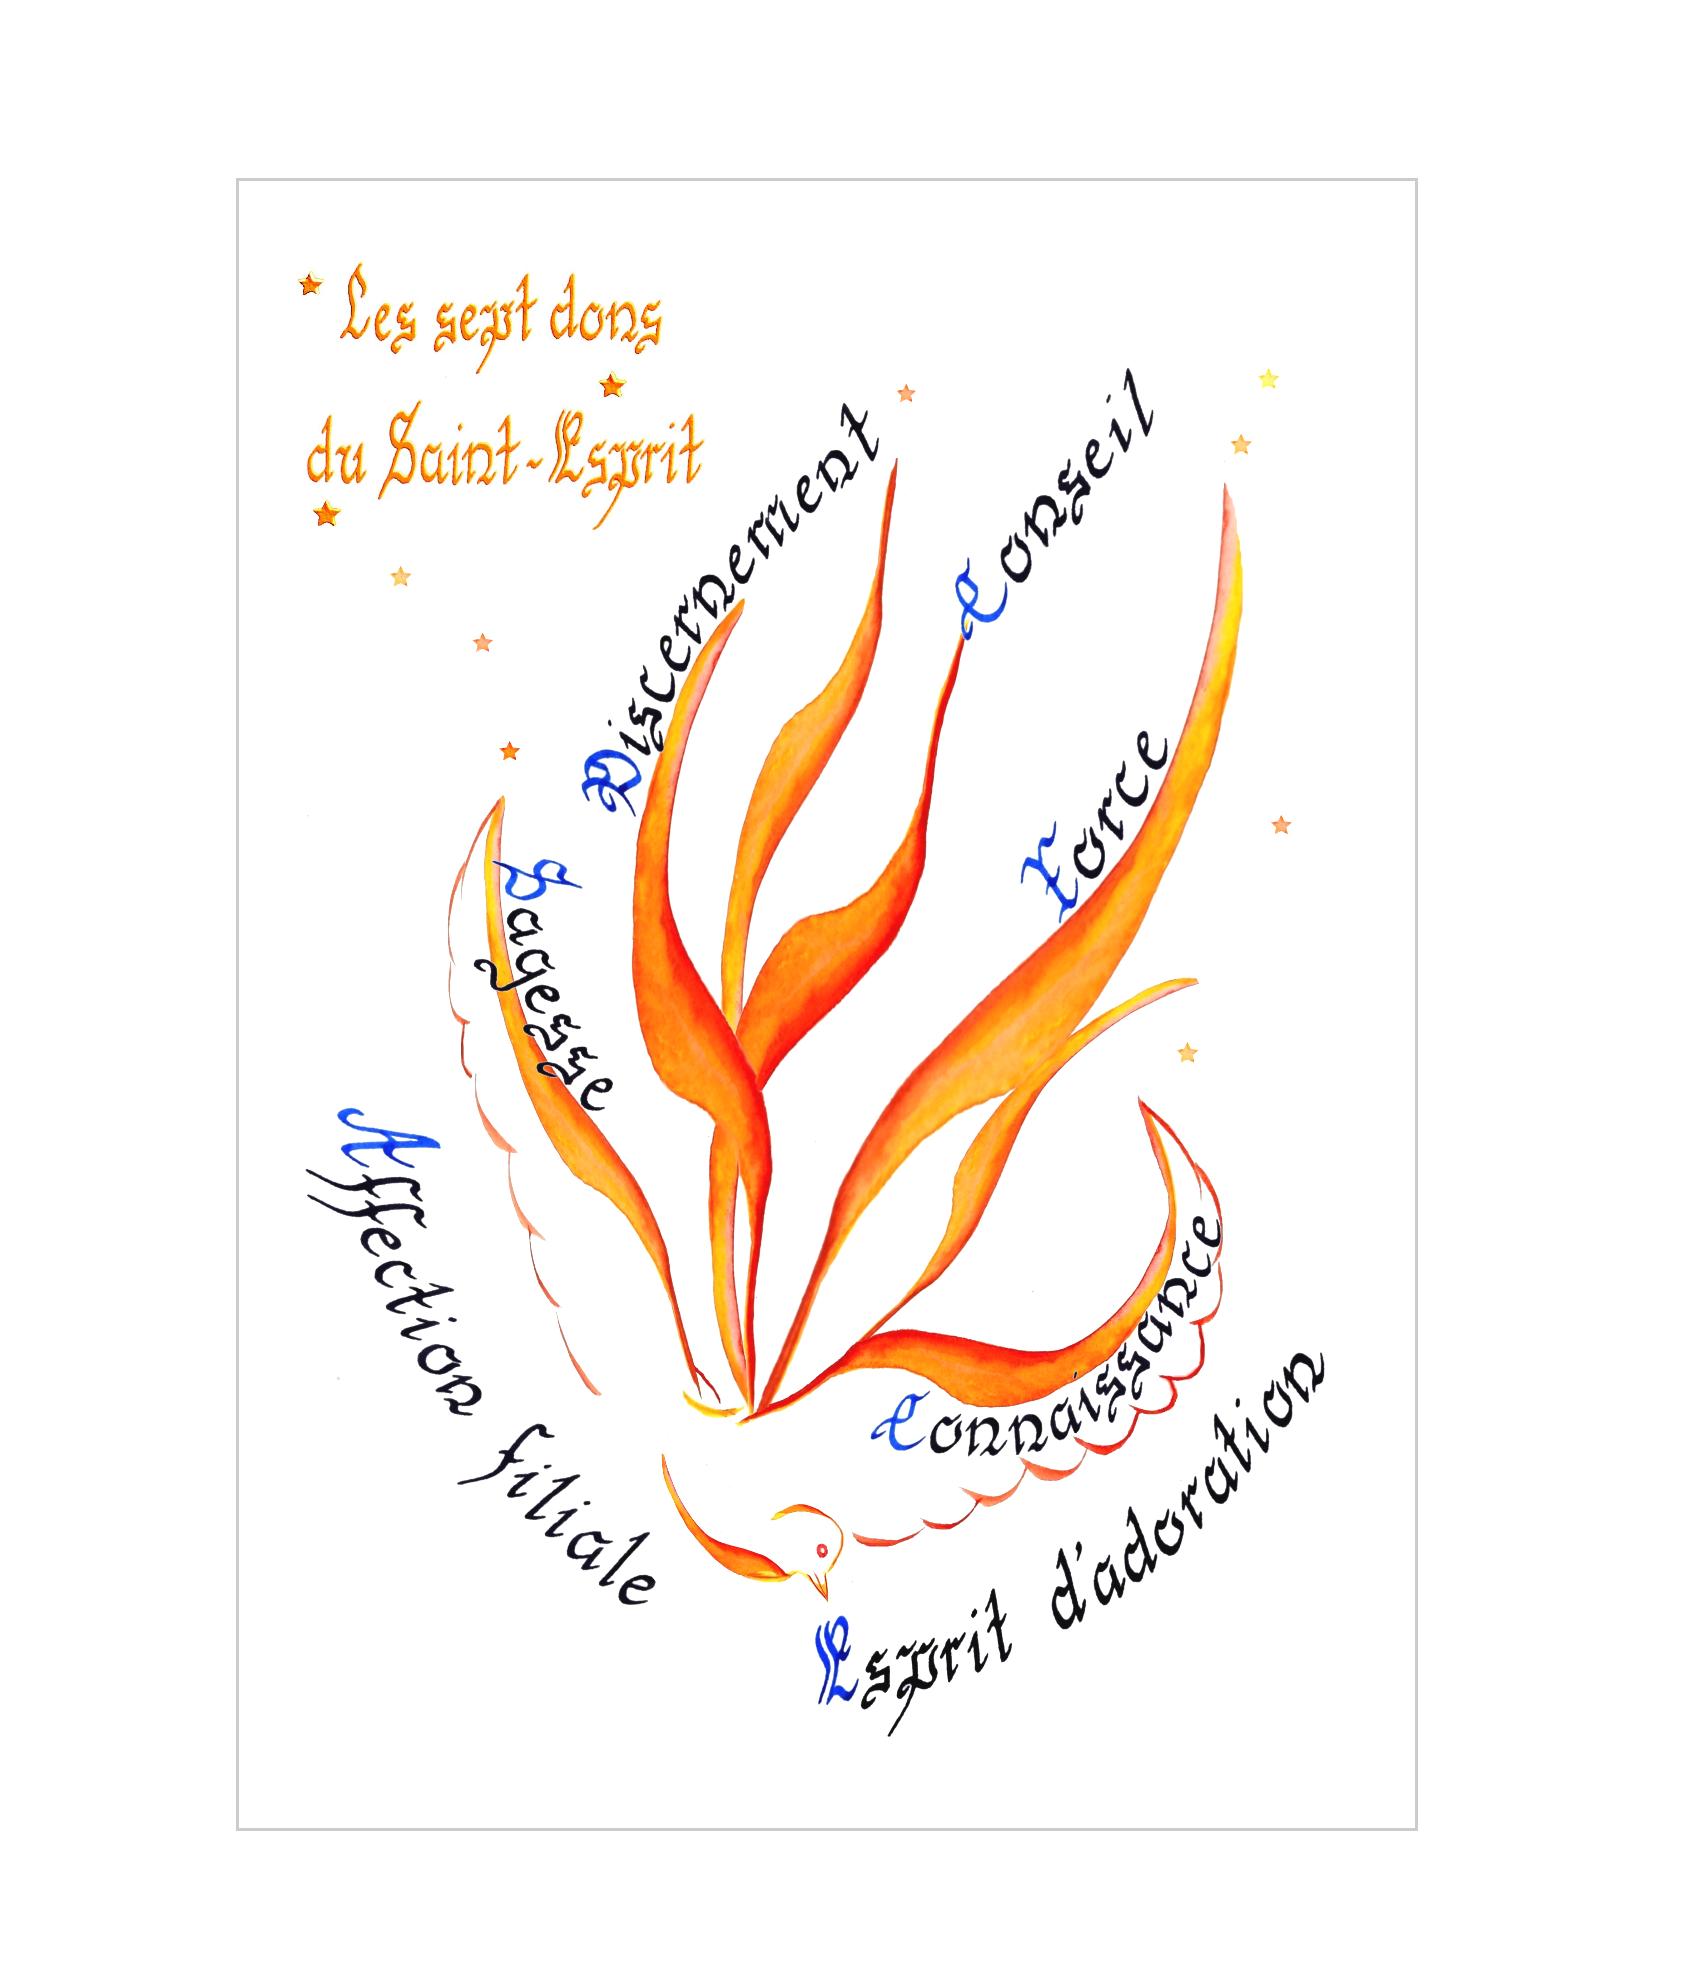 Les sept dons
du Saint-Esprit
Discernement
Conseil
Force
Sagesse
Affection filiale
Connaissance
Esprit d'adoration